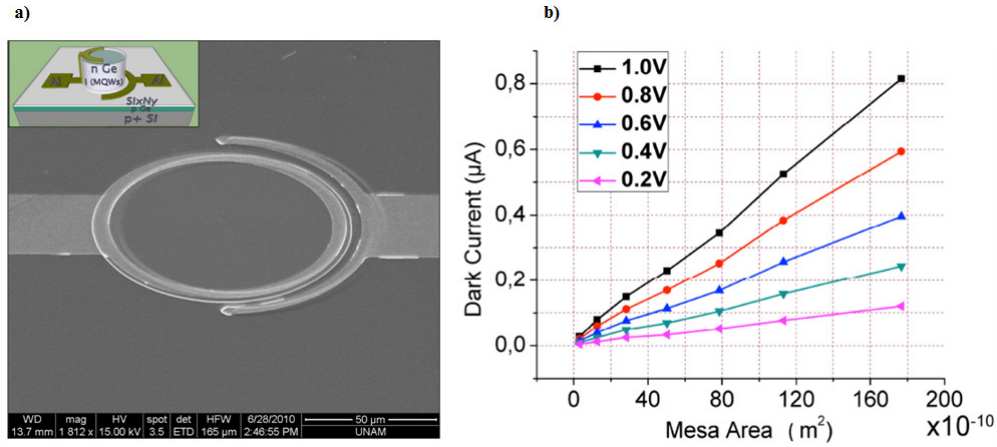 a)
b)
n Ge
I (MQWs)
Al
Al
SixNy
p Ge
p+ Si
WD
mag
HV
spot
det
HFW
6/28/2010
50 µm
13.7 mm
1 812 x
15.00 kV
3.5
ETD
165 µm
2:46:55 PM
UNAM
1.0V
0.8V
0.6V
0.4V
0.2V
Dark Current (µA)
0,8
0,6
0,4
0,2
0,0
0
40
80
120
160
200
Mesa Area ( m²)
x10⁻¹⁰